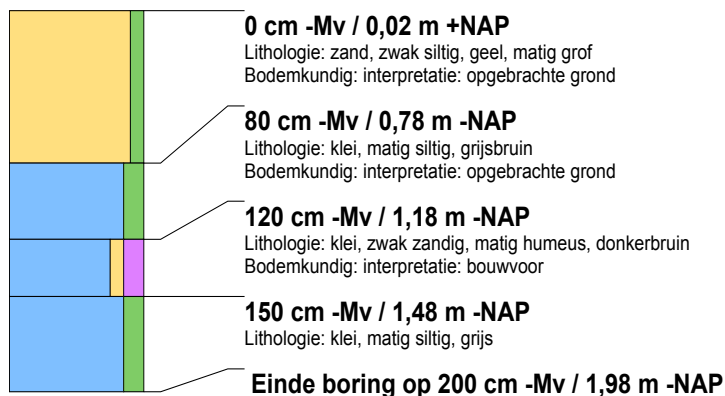 0 cm -Mv / 0,02 m +NAP
Lithologie: zand, zwak siltig, geel, matig grof
Bodemkundig: interpretatie: opgebrachte grond
80 cm -Mv / 0,78 m -NAP
Lithologie: klei, matig siltig, grijsbruin
Bodemkundig: interpretatie: opgebrachte grond
120 cm -Mv / 1,18 m -NAP
Lithologie: klei, zwak zandig, matig humeus, donkerbruin
Bodemkundig: interpretatie: bouwvoor
150 cm -Mv / 1,48 m -NAP
Lithologie: klei, matig siltig, grijs
Einde boring op 200 cm -Mv / 1,98 m -NAP